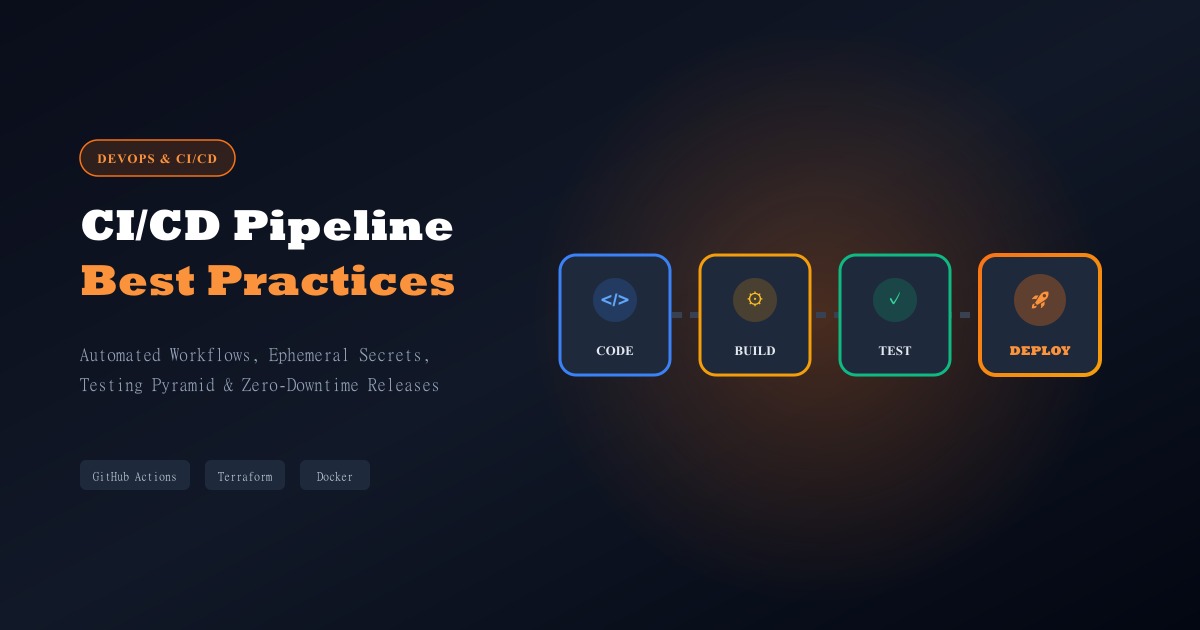 DEVOPS & CI/CD
CI/CD Pipeline
Best Practices
Automated Workflows, Ephemeral Secrets,
Testing Pyramid & Zero-Downtime Releases
GitHub Actions
Terraform
Docker
</>
CODE
BUILD
✓
TEST
DEPLOY